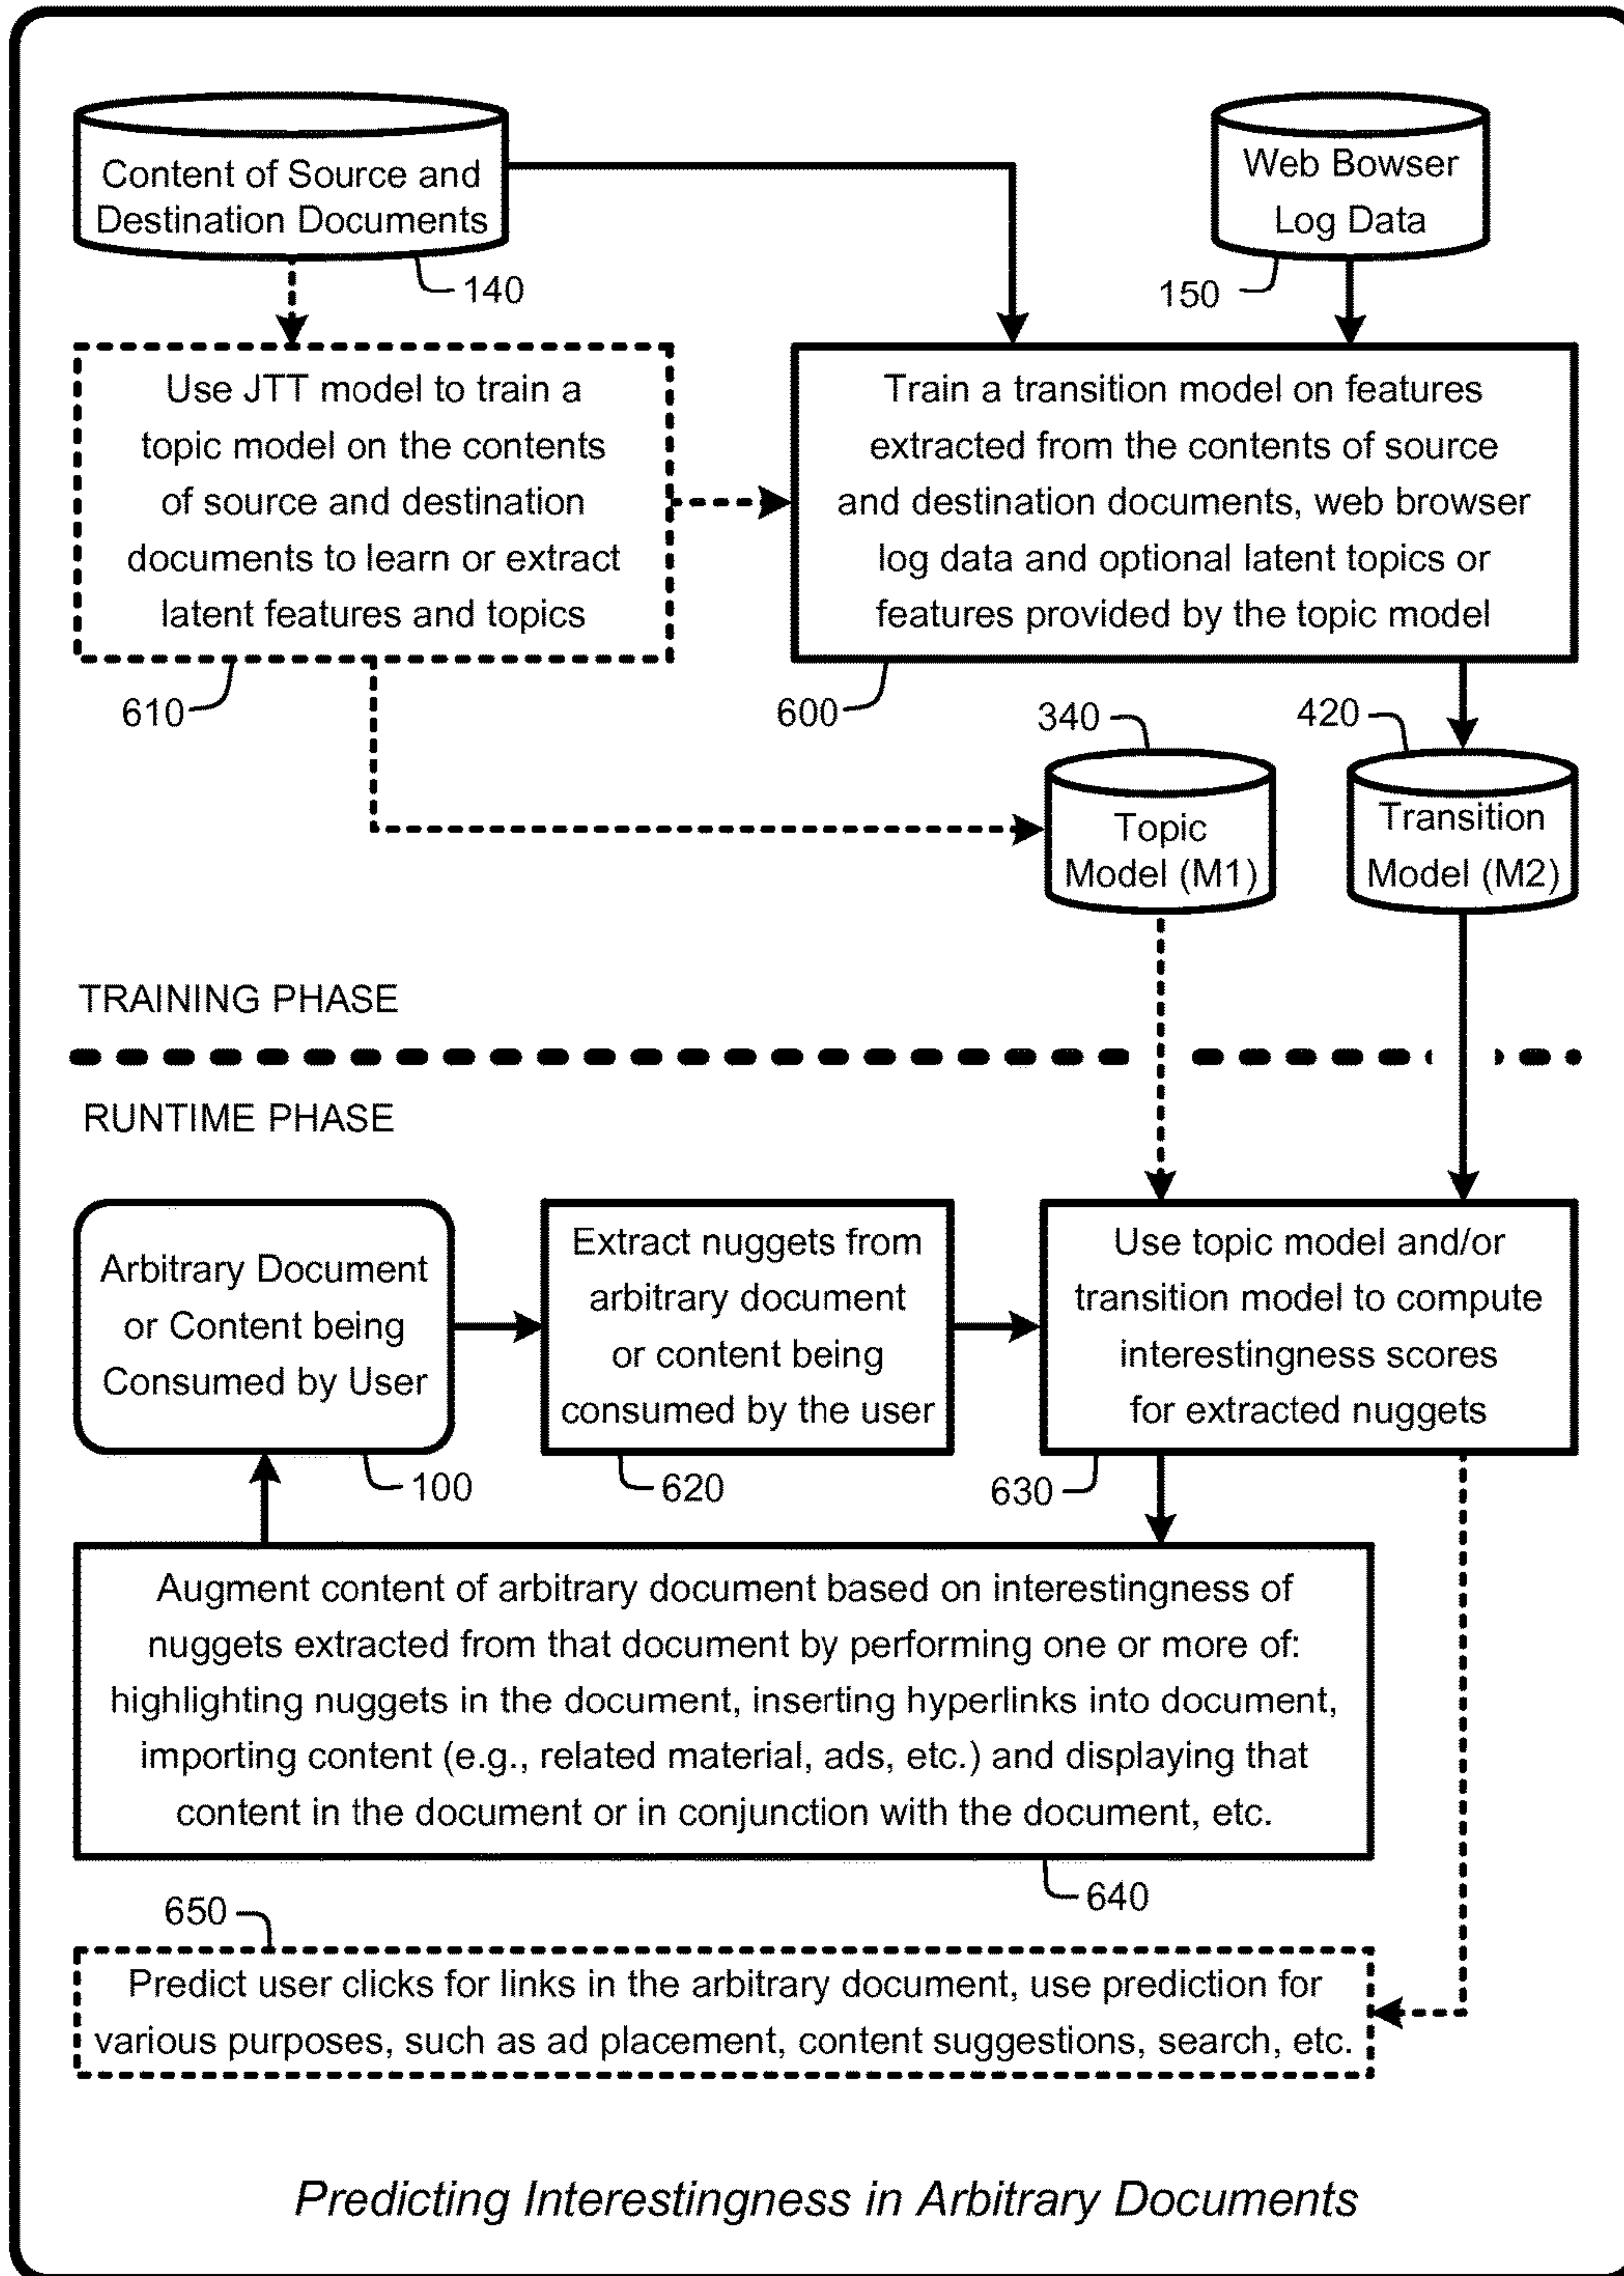 Content of Source and
Destination Documents
140
Web Bowser
Log Data
150
Use JTT model to train a
topic model on the contents
of source and destination
documents to learn or extract
latent features and topics
610
Train a transition model on features
extracted from the contents of source
and destination documents, web browser
log data and optional latent topics or
features provided by the topic model
600
340
420
Topic
Model (M1)
Transition
Model (M2)
TRAINING PHASE
RUNTIME PHASE
Arbitrary Document
or Content being
Consumed by User
100
Extract nuggets from
arbitrary document
or content being
consumed by the user
620
Use topic model and/or
transition model to compute
interestingness scores
for extracted nuggets
630
Augment content of arbitrary document based on interestingness of
nuggets extracted from that document by performing one or more of:
highlighting nuggets in the document, inserting hyperlinks into document,
importing content (e.g., related material, ads, etc.) and displaying that
content in the document or in conjunction with the document, etc.
640
650
Predict user clicks for links in the arbitrary document, use prediction for
various purposes, such as ad placement, content suggestions, search, etc.
Predicting Interestingness in Arbitrary Documents